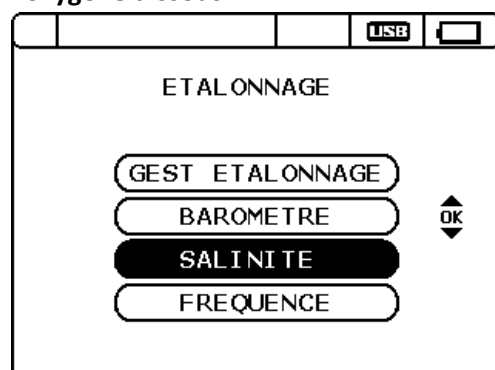 USB
ETALONNAGE
GEST ETALONNAGE
BAROMETRE
SALINITE
OK
FREQUENCE